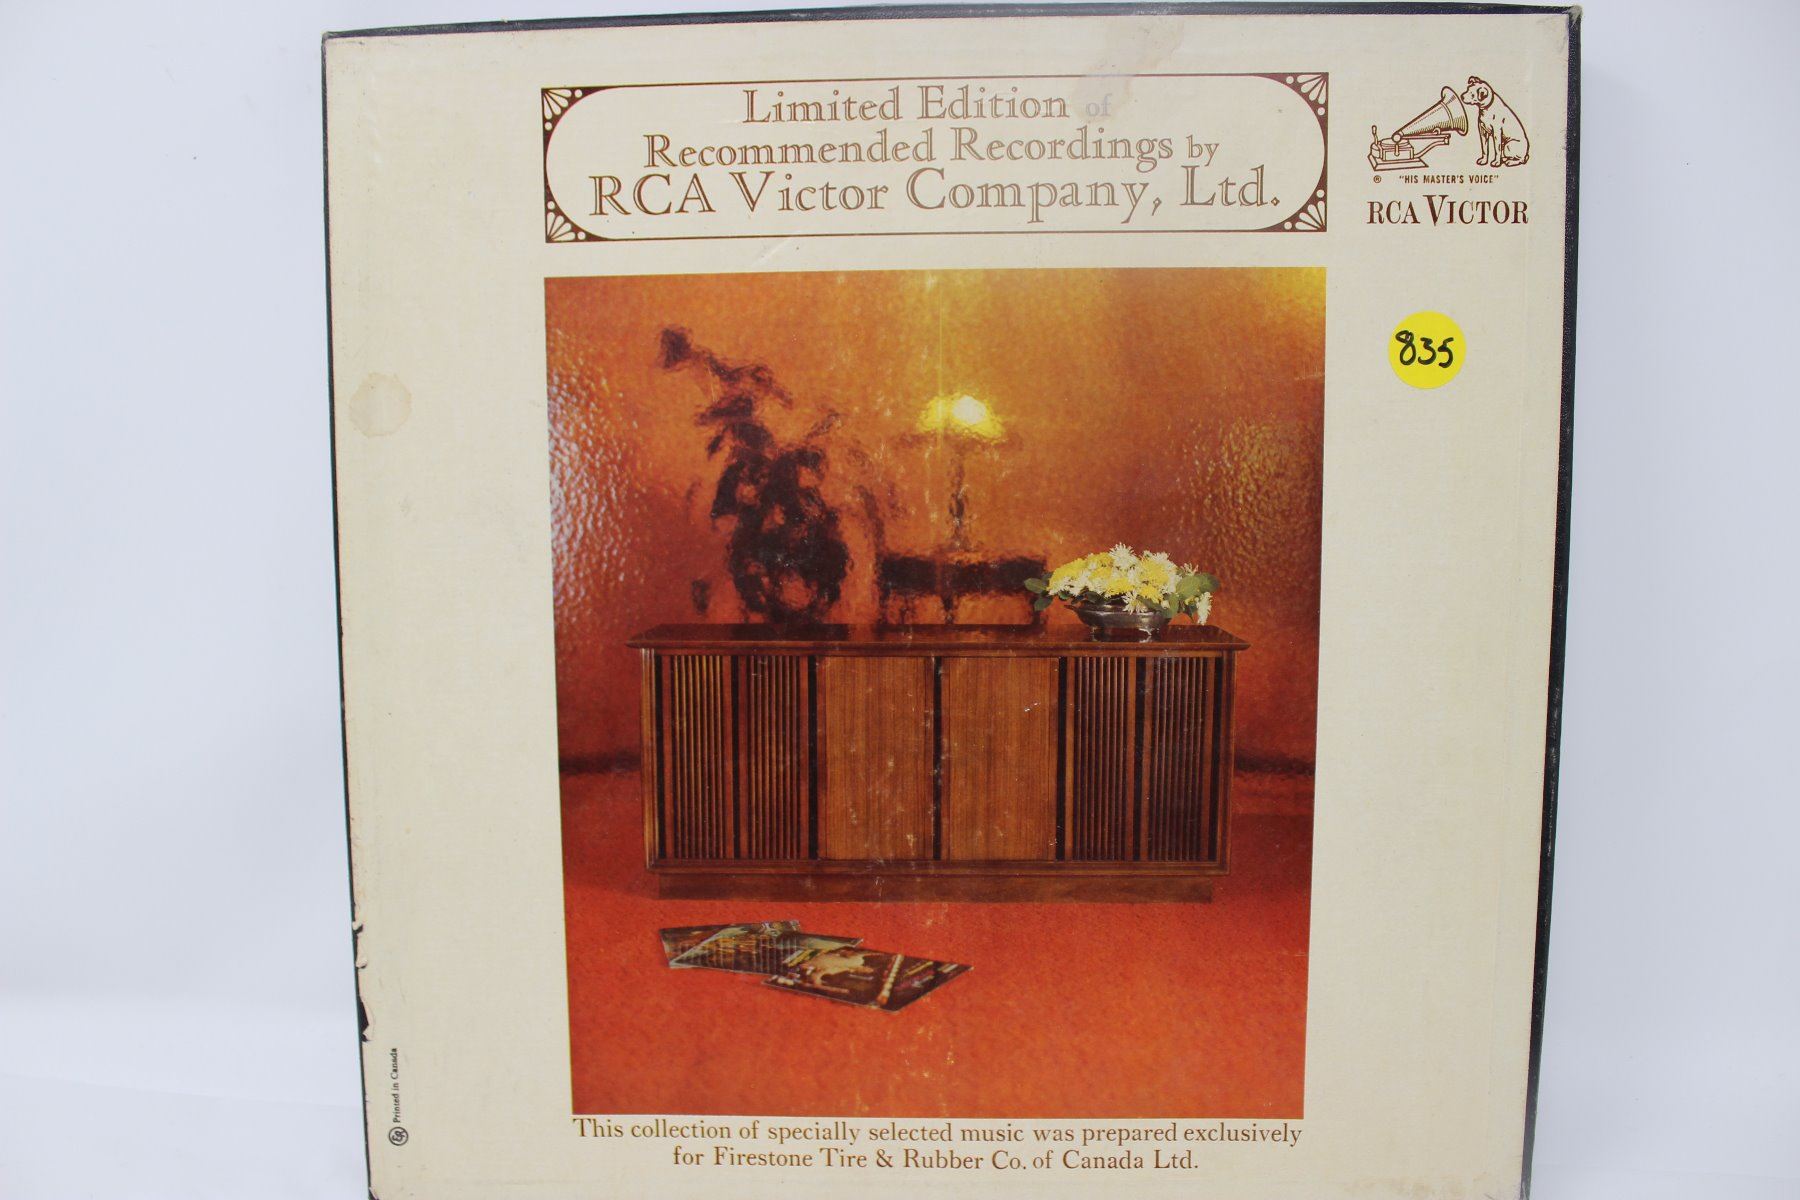 Limited Edition of
Recommended Recordings by
RCA Victor Company, Ltd.
® "HIS MASTER'S VOICE"
RCA VICTOR
835
Printed in Canada
This collection of specially selected music was prepared exclusively
for Firestone Tire & Rubber Co. of Canada Ltd.